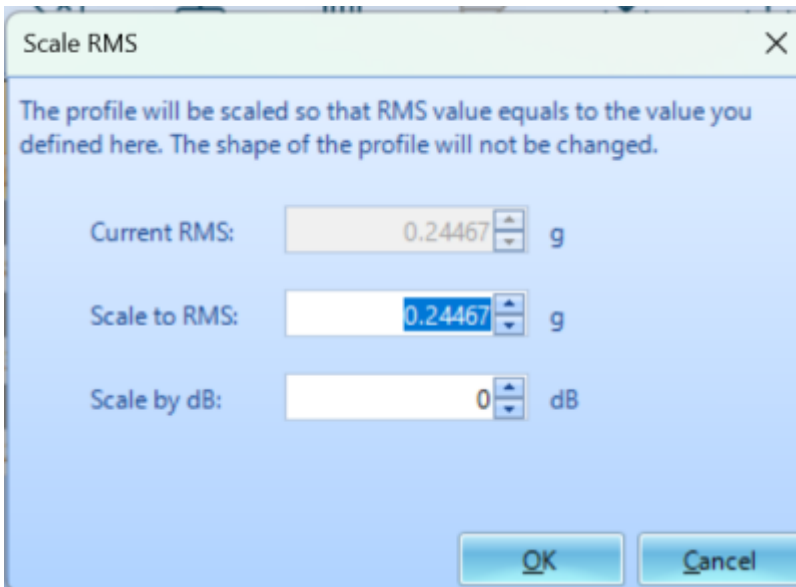 Scale RMS
The profile will be scaled so that RMS value equals to the value you
defined here. The shape of the profile will not be changed.
Current RMS: 0.24467 g
Scale to RMS: 0.24467 g
Scale by dB: 0 dB
OK Cancel